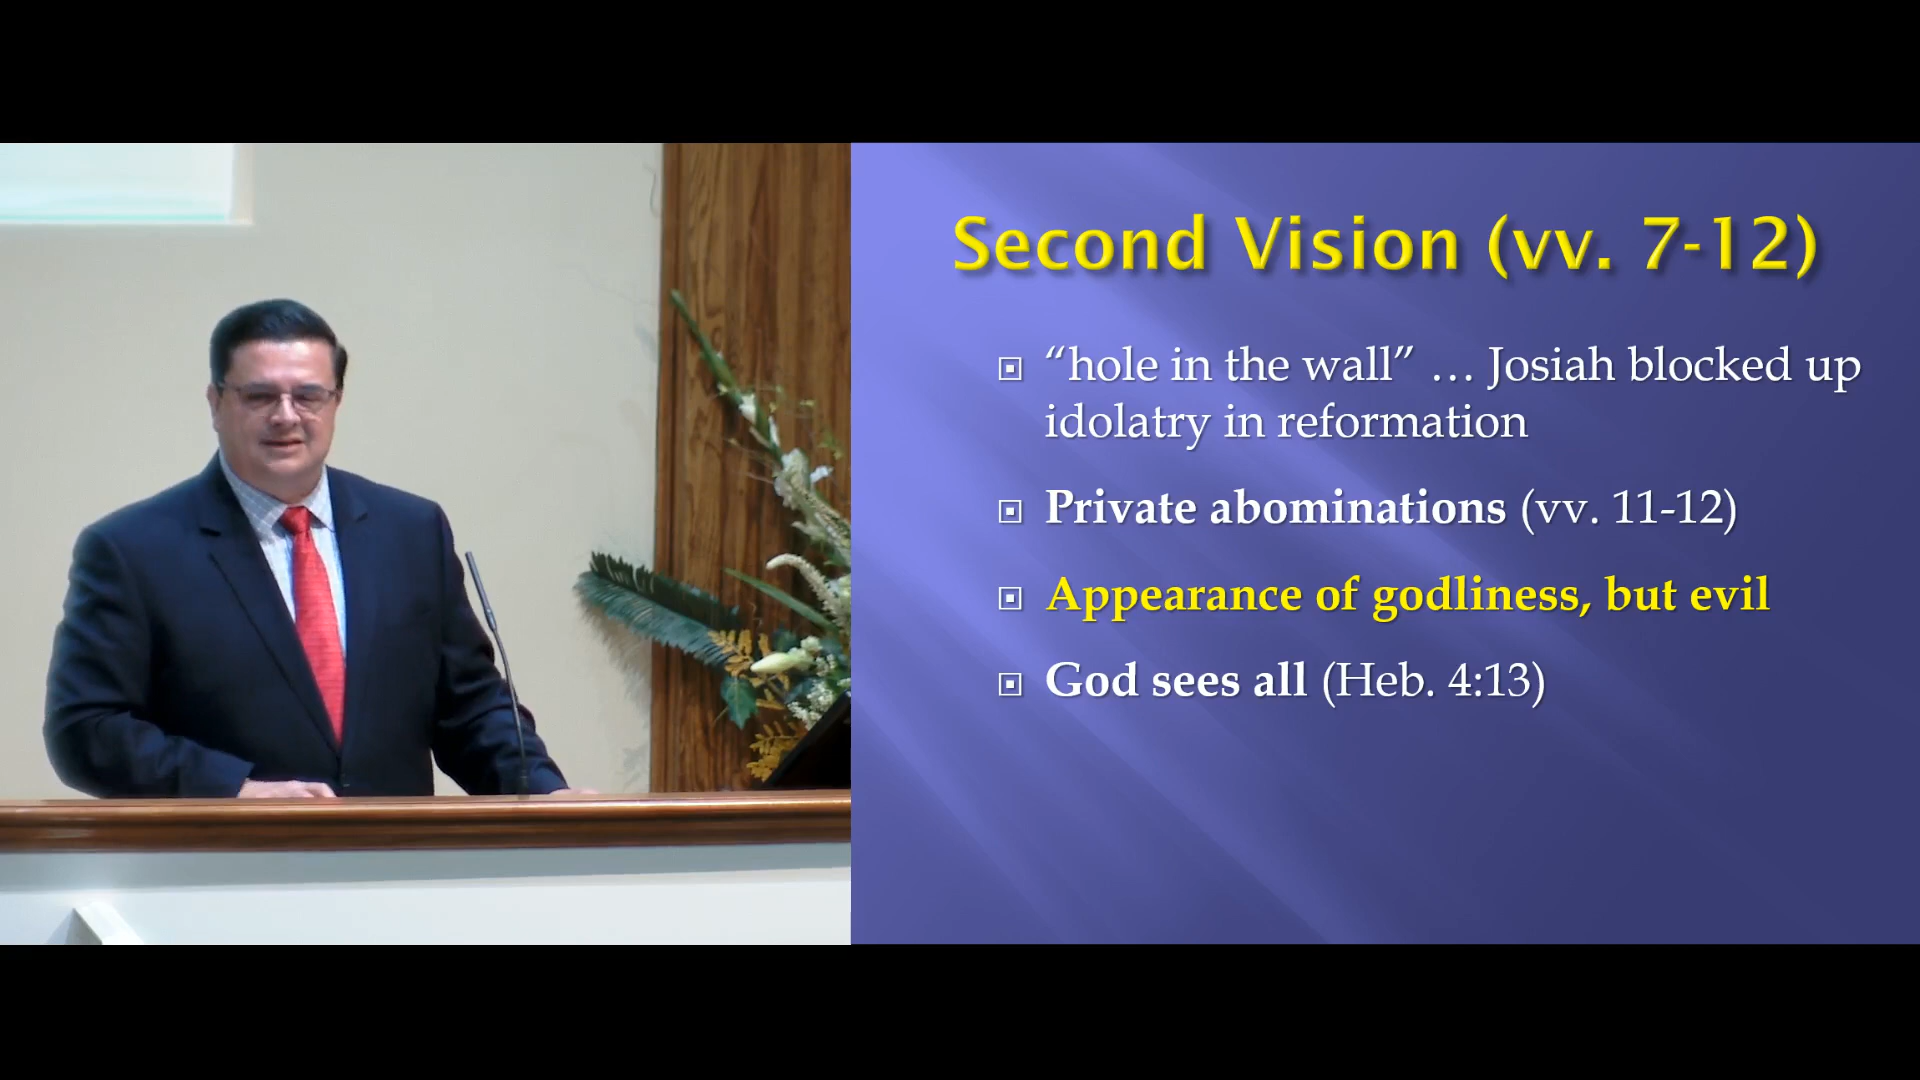 Second Vision (vv. 7-12)
“hole in the wall” … Josiah blocked up
idolatry in reformation
Private abominations (vv. 11-12)
Appearance of godliness, but evil
God sees all (Heb. 4:13)